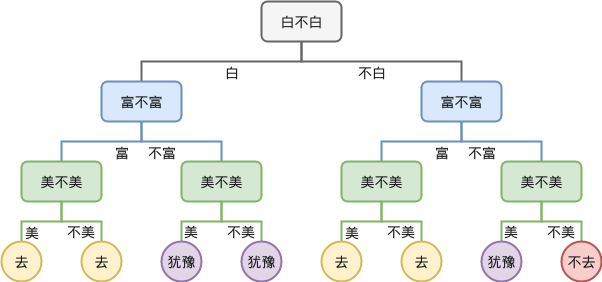 白不白
白 不白
富不富 富不富
富 不富 富 不富
美不美 美不美 美不美 美不美
美 不美 美 不美 美 不美 美 不美
去 去 犹豫 犹豫 去 去 犹豫 不去